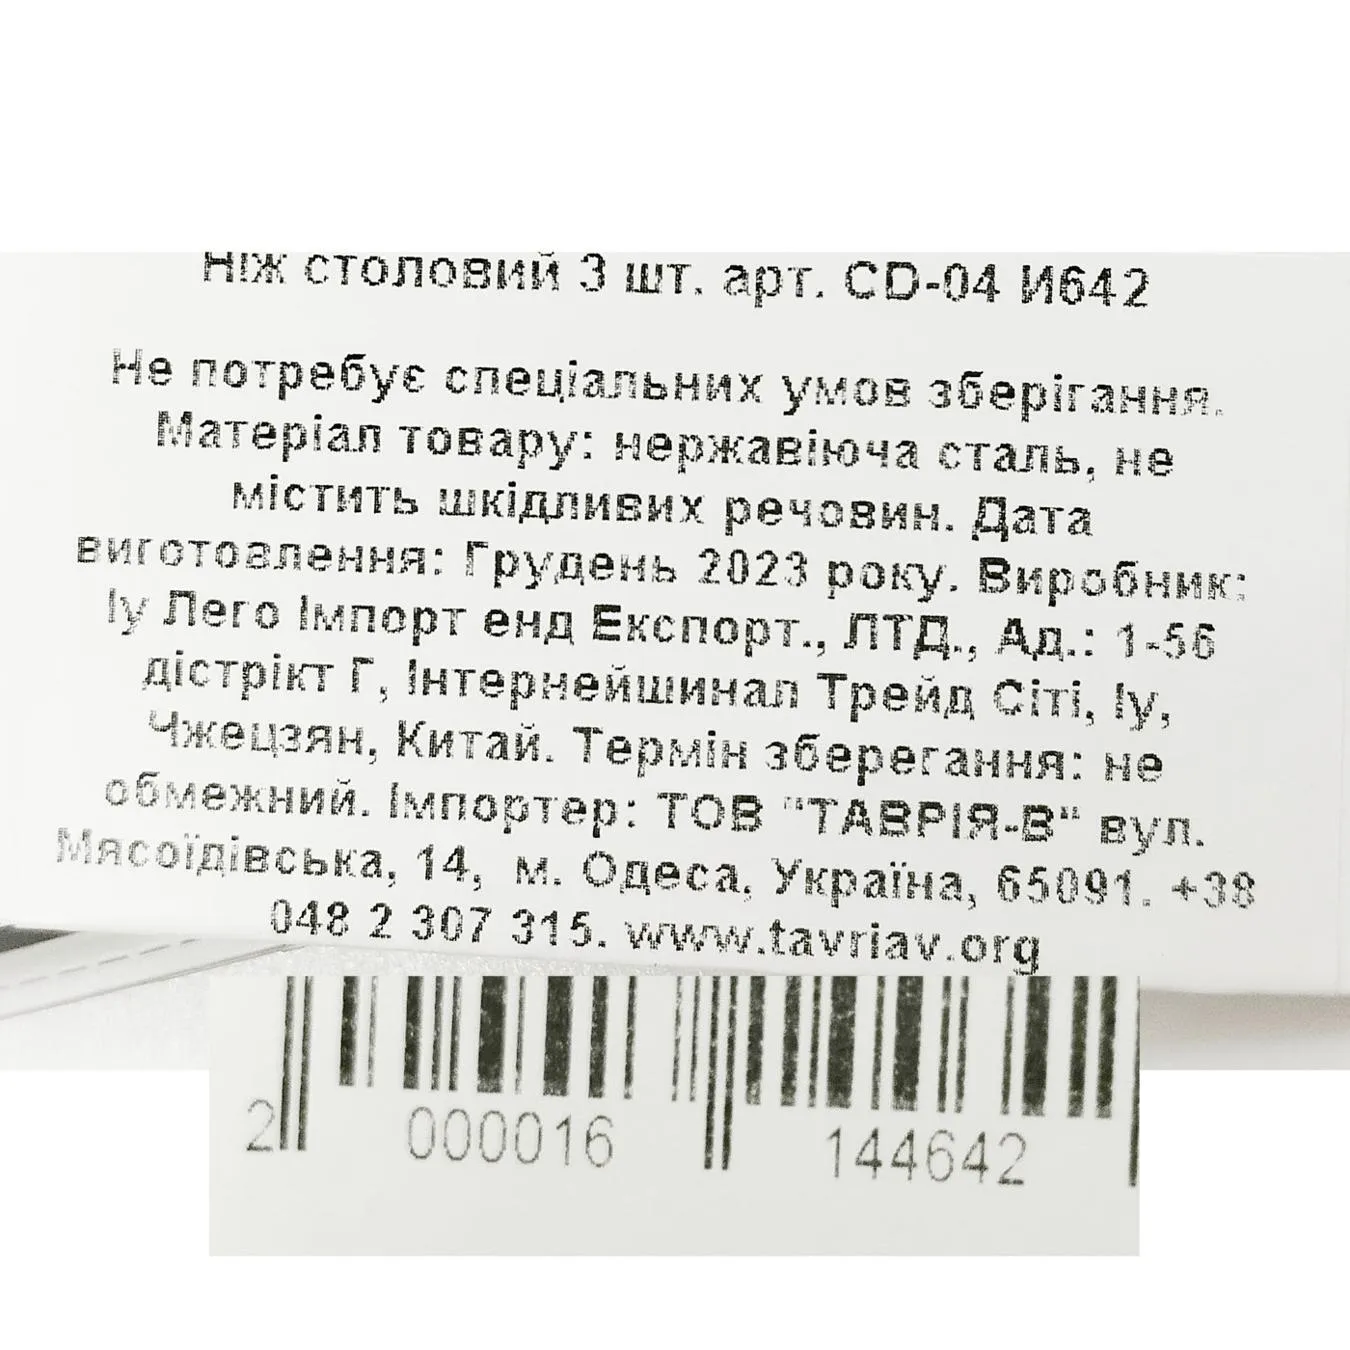 Ніж столовий 3 шт. арт. CD-04 И642
Не потребує спеціальних умов зберігання.
Матеріал товару: нержавіюча сталь, не
містить шкідливих речовин. Дата
виготовлення: Грудень 2023 року. Виробник:
Іу Лего Імпорт енд Експорт., ЛТД., Ад.: 1-56
дістрікт Г, Інтернейшинал Трейд Сіті, Іу,
Чжецзян, Китай. Термін зберегання: не
обмежний. Імпортер: ТОВ "ТАВРІЯ-В" вул.
Мясоїдівська, 14, м. Одеса, Україна, 65091. +38
048 2 307 315. www.tavriav.org
2 000016 144642